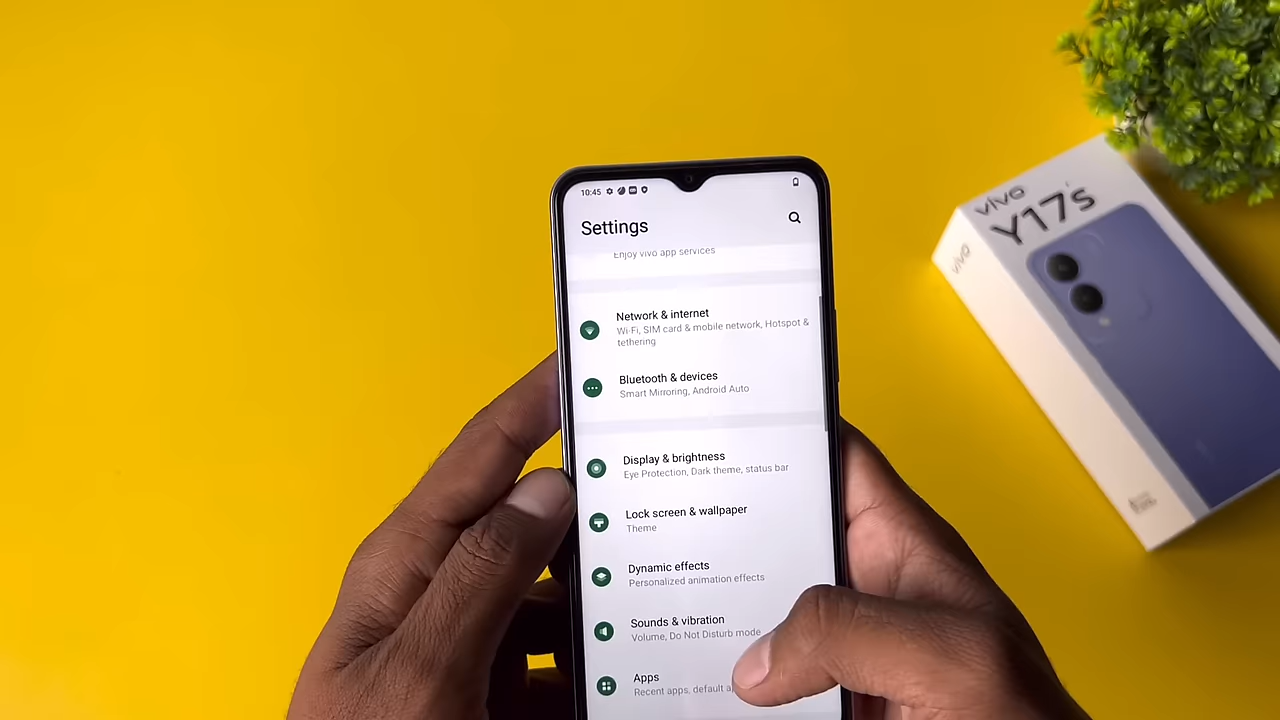 10:45
Settings
Enjoy vivo app services
Network & internet
Wi-Fi, SIM card & mobile network, Hotspot &
tethering
Bluetooth & devices
Smart Mirroring, Android Auto
Display & brightness
Eye Protection, Dark theme, status bar
Lock screen & wallpaper
Theme
Dynamic effects
Personalized animation effects
Sounds & vibration
Volume, Do Not Disturb mode
Apps
Recent apps, default
vivo
Y17s
vivo